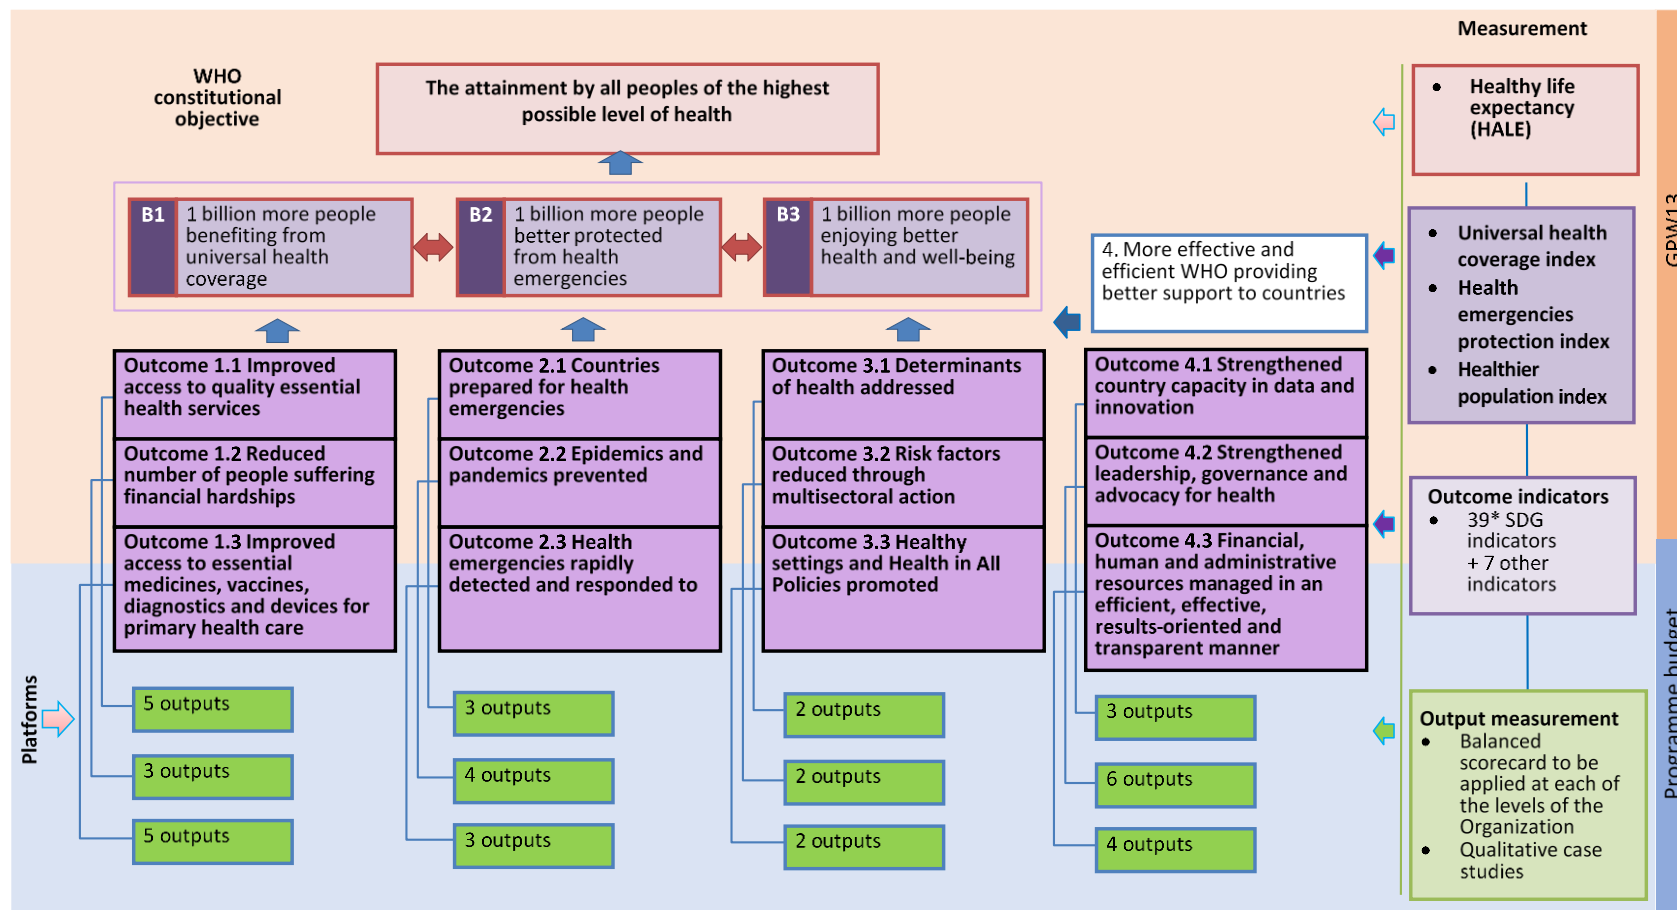 Measurement
WHO
constitutional
objective
The attainment by all peoples of the highest
possible level of health
• Healthy life
expectancy
(HALE)
B1
1 billion more people
benefiting from
universal health
coverage
B2
1 billion more people
better protected
from health
emergencies
B3
1 billion more people
enjoying better
health and well-being
4. More effective and
efficient WHO providing
better support to countries
• Universal health
coverage index
• Health
emergencies
protection index
• Healthier
population index
GPW13
Outcome 1.1 Improved
access to quality essential
health services
Outcome 1.2 Reduced
number of people suffering
financial hardships
Outcome 1.3 Improved
access to essential
medicines, vaccines,
diagnostics and devices for
primary health care
Outcome 2.1 Countries
prepared for health
emergencies
Outcome 2.2 Epidemics and
pandemics prevented
Outcome 2.3 Health
emergencies rapidly
detected and responded to
Outcome 3.1 Determinants
of health addressed
Outcome 3.2 Risk factors
reduced through
multisectoral action
Outcome 3.3 Healthy
settings and Health in All
Policies promoted
Outcome 4.1 Strengthened
country capacity in data and
innovation
Outcome 4.2 Strengthened
leadership, governance and
advocacy for health
Outcome 4.3 Financial,
human and administrative
resources managed in an
efficient, effective,
results-oriented and
transparent manner
Outcome indicators
• 39* SDG
indicators
+ 7 other
indicators
Platforms
5 outputs
3 outputs
5 outputs
3 outputs
4 outputs
3 outputs
2 outputs
2 outputs
2 outputs
3 outputs
6 outputs
4 outputs
Output measurement
• Balanced
scorecard to be
applied at each of
the levels of the
Organization
• Qualitative case
studies
Programme budget